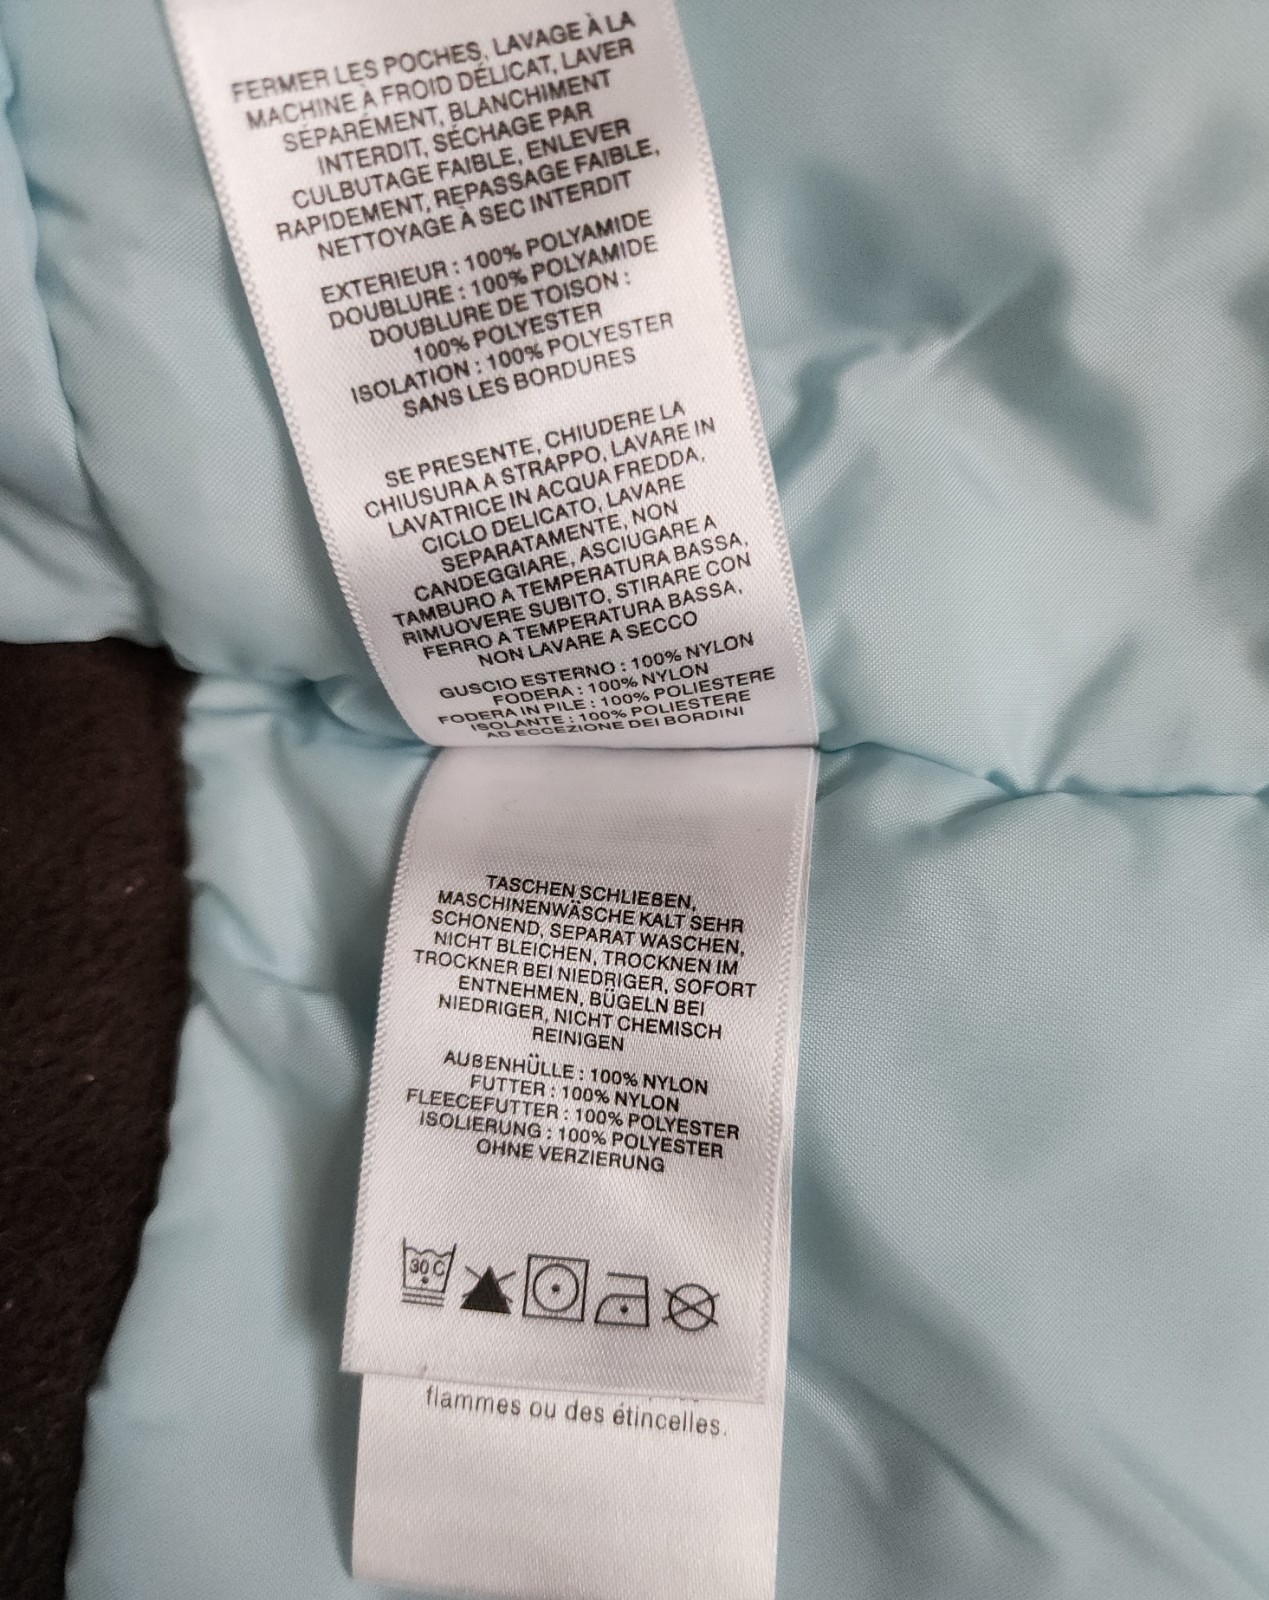 FERMER LES POCHES, LAVAGE À LA
MACHINE À FROID DÉLICAT, LAVER
SÉPARÉMENT, BLANCHIMENT
INTERDIT, SÉCHAGE PAR
CULBUTAGE FAIBLE, ENLEVER
RAPIDEMENT, REPASSAGE FAIBLE,
NETTOYAGE À SEC INTERDIT
EXTERIEUR : 100% POLYAMIDE
DOUBLURE : 100% POLYAMIDE
DOUBLURE DE TOISON :
100% POLYESTER
ISOLATION : 100% POLYESTER
SANS LES BORDURES
SE PRESENTE, CHIUDERE LA
CHIUSURA A STRAPPO, LAVARE IN
LAVATRICE IN ACQUA FREDDA,
CICLO DELICATO, LAVARE
SEPARATAMENTE, NON
CANDEGGIARE, ASCIUGARE A
TAMBURO A TEMPERATURA BASSA,
RIMUOVERE SUBITO, STIRARE CON
FERRO A TEMPERATURA BASSA,
NON LAVARE A SECCO
GUSCIO ESTERNO : 100% NYLON
FODERA : 100% NYLON
FODERA IN PILE : 100% POLIESTERE
ISOLANTE : 100% POLIESTERE
AD ECCEZIONE DEI BORDINI
TASCHEN SCHLIEßEN,
MASCHINENWÄSCHE KALT SEHR
SCHONEND, SEPARAT WASCHEN,
NICHT BLEICHEN, TROCKNEN IM
TROCKNER BEI NIEDRIGER, SOFORT
ENTNEHMEN, BÜGELN BEI
NIEDRIGER, NICHT CHEMISCH
REINIGEN
AUßENHÜLLE : 100% NYLON
FUTTER : 100% NYLON
FLEECEFUTTER : 100% POLYESTER
ISOLIERUNG : 100% POLYESTER
OHNE VERZIERUNG
30 C
flammes ou des étincelles.